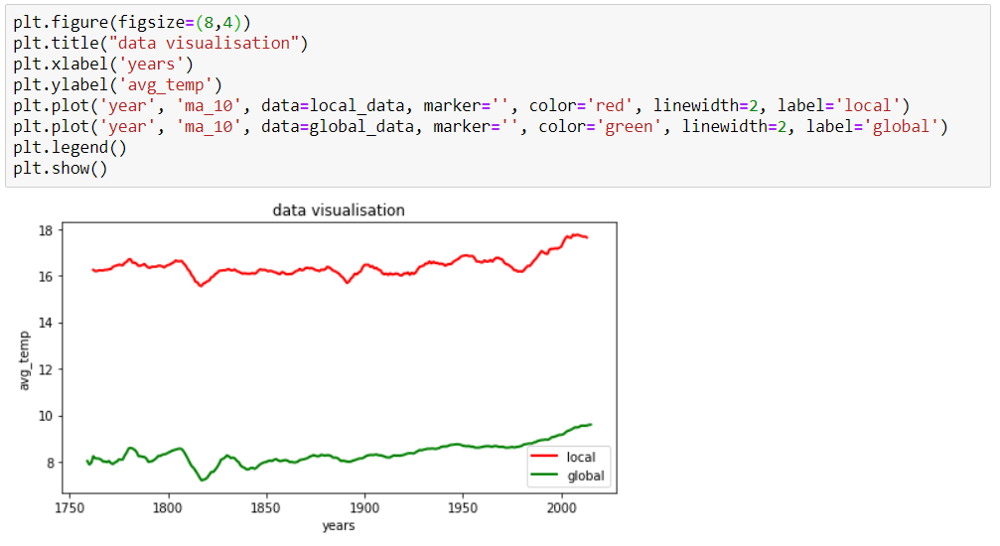 plt.figure(figsize=(8,4))
plt.title("data visualisation")
plt.xlabel('years')
plt.ylabel('avg_temp')
plt.plot('year', 'ma_10', data=local_data, marker='', color='red', linewidth=2, label='local')
plt.plot('year', 'ma_10', data=global_data, marker='', color='green', linewidth=2, label='global')
plt.legend()
plt.show()
data visualisation
18
16
14
12
10
8
avg_temp
local
global
1750 1800 1850 1900 1950 2000
years